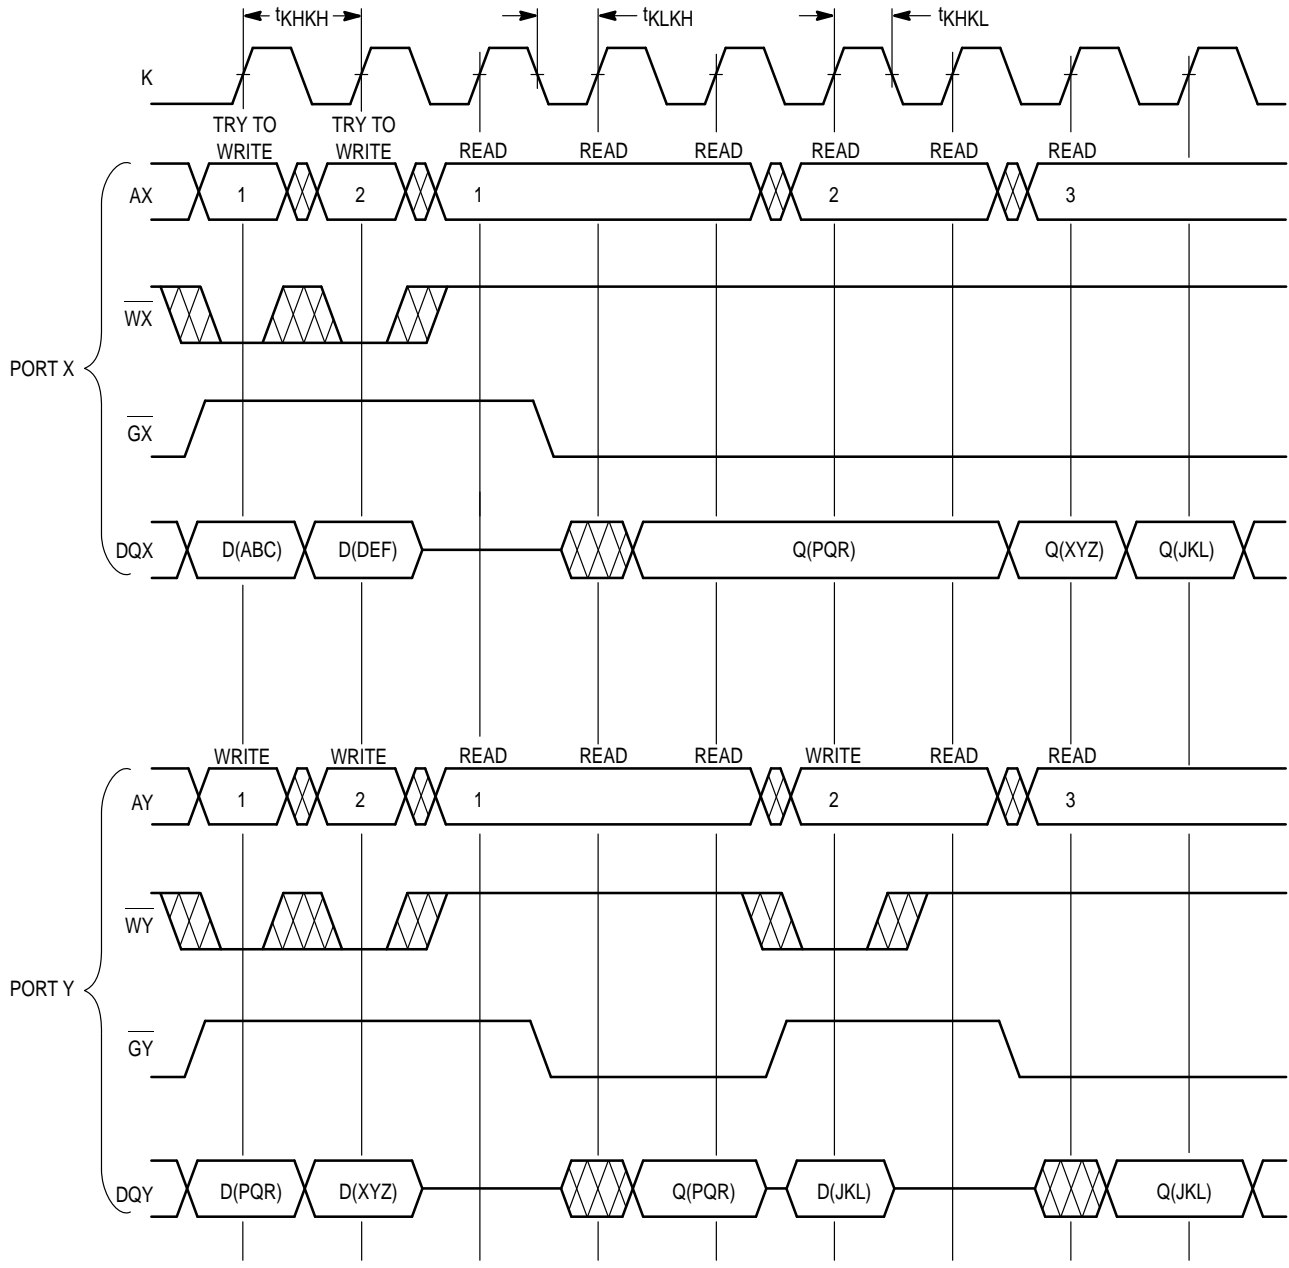 tKHKH tKLKH tKHKL
K
TRY TO TRY TO
WRITE WRITE READ READ READ READ READ READ
AX 1 2 1 2 3
WX
PORT X
GX
DQX D(ABC) D(DEF) Q(PQR) Q(XYZ) Q(JKL)
WRITE WRITE READ READ READ WRITE READ READ
AY 1 2 1 2 3
WY
PORT Y
GY
DQY D(PQR) D(XYZ) Q(PQR) D(JKL) Q(JKL)